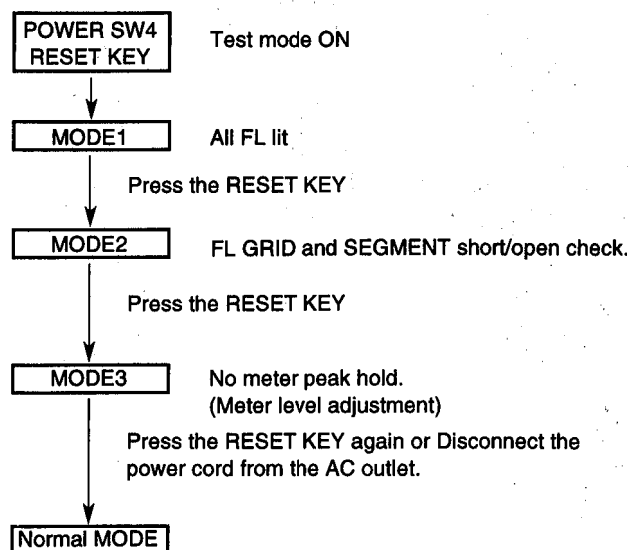 POWER SW4
RESET KEY
Test mode ON
MODE1
All FL lit
Press the RESET KEY
MODE2
FL GRID and SEGMENT short/open check.
Press the RESET KEY
MODE3
No meter peak hold.
(Meter level adjustment)
Press the RESET KEY again or Disconnect the
power cord from the AC outlet.
Normal MODE